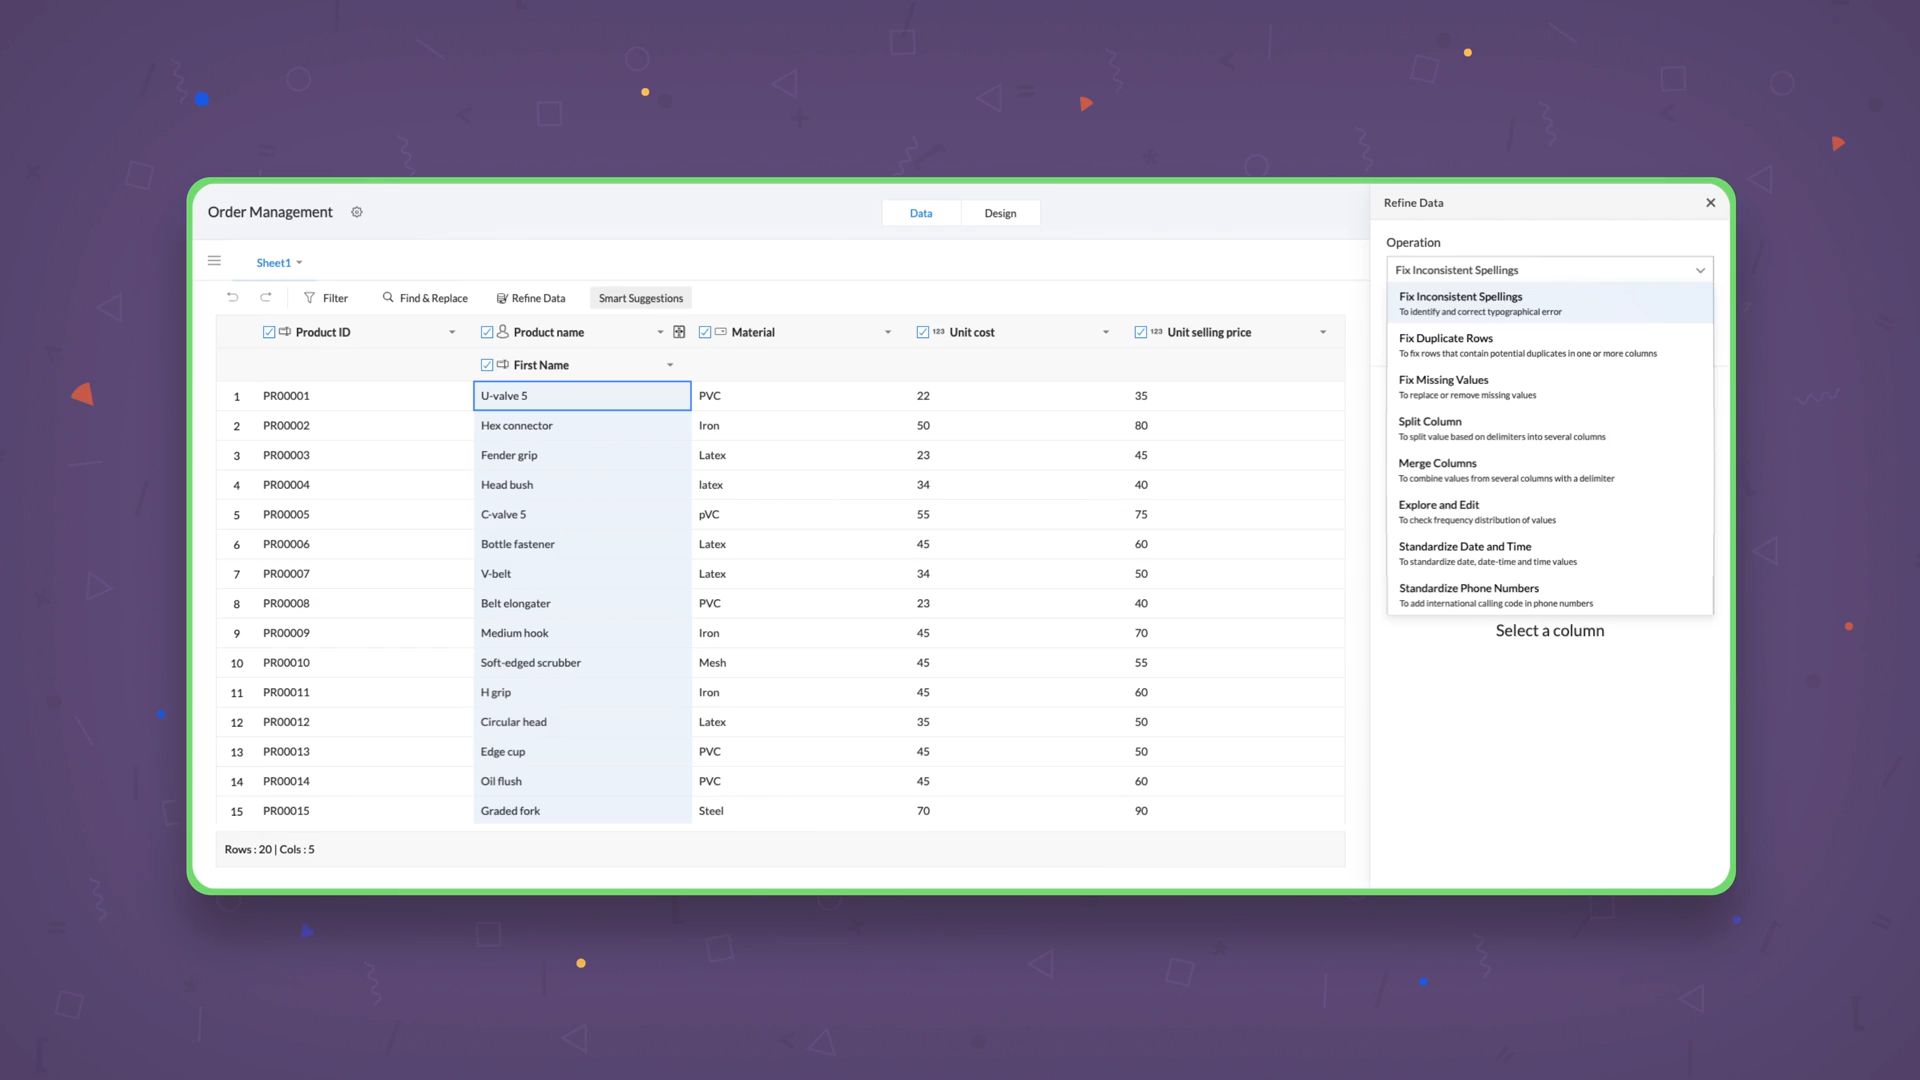 Order Management
Data
Design
Refine Data
Operation
Sheet1
Fix Inconsistent Spellings
Filter
Find & Replace
Refine Data
Smart Suggestions
Fix Inconsistent Spellings
To identify and correct typographical error
Fix Duplicate Rows
To fix rows that contain potential duplicates in one or more columns
Fix Missing Values
To replace or remove missing values
Split Column
To split value based on delimiters into several columns
Merge Columns
To combine values from several columns with a delimiter
Explore and Edit
To check frequency distribution of values
Standardize Date and Time
To standardize date, date-time and time values
Standardize Phone Numbers
To add international calling code in phone numbers
Select a column
Product ID Product name Material 123 Unit cost 123 Unit selling price
First Name
1 PR00001 U-valve 5 PVC 22 35
2 PR00002 Hex connector Iron 50 80
3 PR00003 Fender grip Latex 23 45
4 PR00004 Head bush latex 34 40
5 PR00005 C-valve 5 pVC 55 75
6 PR00006 Bottle fastener Latex 45 60
7 PR00007 V-belt Latex 34 50
8 PR00008 Belt elongater PVC 23 40
9 PR00009 Medium hook Iron 45 70
10 PR00010 Soft-edged scrubber Mesh 45 55
11 PR00011 H grip Iron 45 60
12 PR00012 Circular head Latex 35 50
13 PR00013 Edge cup PVC 45 50
14 PR00014 Oil flush PVC 45 60
15 PR00015 Graded fork Steel 70 90
Rows : 20 | Cols : 5